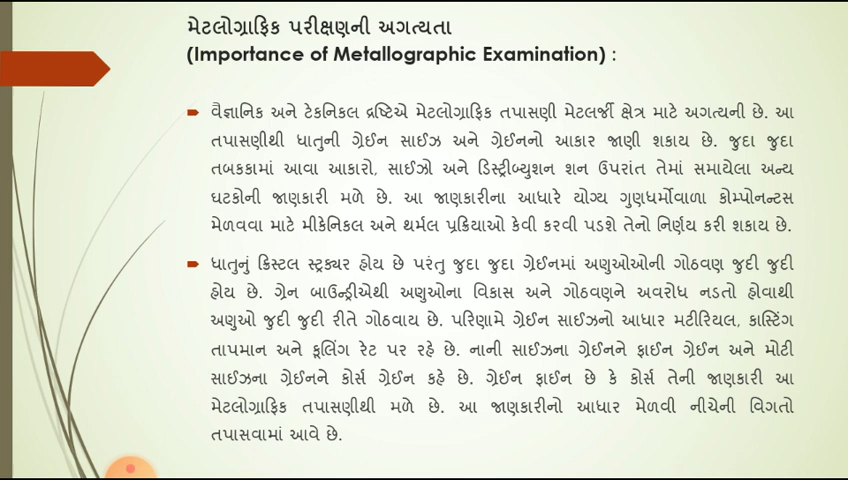 મેટલોગ્રાફિક પરીક્ષણની અગત્યતા
(Importance of Metallographic Examination) :
વૈજ્ઞાનિક અને ટેકનિકલ દ્રષ્ટિએ મેટલોગ્રાફિક તપાસણી મેટલર્જી ક્ષેત્ર માટે અગત્યની છે. આ
તપાસણીથી ધાતુની ગ્રેઈન સાઈઝ અને ગ્રેઈનનો આકાર જાણી શકાય છે. જુદા જુદા
તબકકામાં આવા આકારો, સાઈઝો અને ડિસ્ટ્રીબ્યુશન શન ઉપરાંત તેમાં સમાયેલા અન્ય
ઘટકોની જાણકારી મળે છે. આ જાણકારીના આધારે યોગ્ય ગુણધર્મોવાળા કોમ્પોનન્ટસ
મેળવવા માટે મીકેનિકલ અને થર્મલ પ્રક્રિયાઓ કેવી કરવી પડશે તેનો નિર્ણય કરી શકાય છે.
ધાતુનું ક્રિસ્ટલ સ્ટ્રક્ચર હોય છે પરંતુ જુદા જુદા ગ્રેઈનમાં અણુઓઓની ગોઠવણ જુદી જુદી
હોય છે. ગ્રેન બાઉન્ડ્રીએથી અણુઓના વિકાસ અને ગોઠવણને અવરોધ નડતો હોવાથી
અણુઓ જુદી જુદી રીતે ગોઠવાય છે. પરિણામે ગ્રેઈન સાઈઝનો આધાર મટીરિયલ, કાસ્ટિંગ
તાપમાન અને કૂલિંગ રેટ પર રહે છે. નાની સાઈઝના ગ્રેઈનને ફાઈન ગ્રેઈન અને મોટી
સાઈઝના ગ્રેઈનને કોર્સ ગ્રેઈન કહે છે. ગ્રેઈન ફાઈન છે કે કોર્સ તેની જાણકારી આ
મેટલોગ્રાફિક તપાસણીથી મળે છે. આ જાણકારીનો આધાર મેળવી નીચેની વિગતો
તપાસવામાં આવે છે.